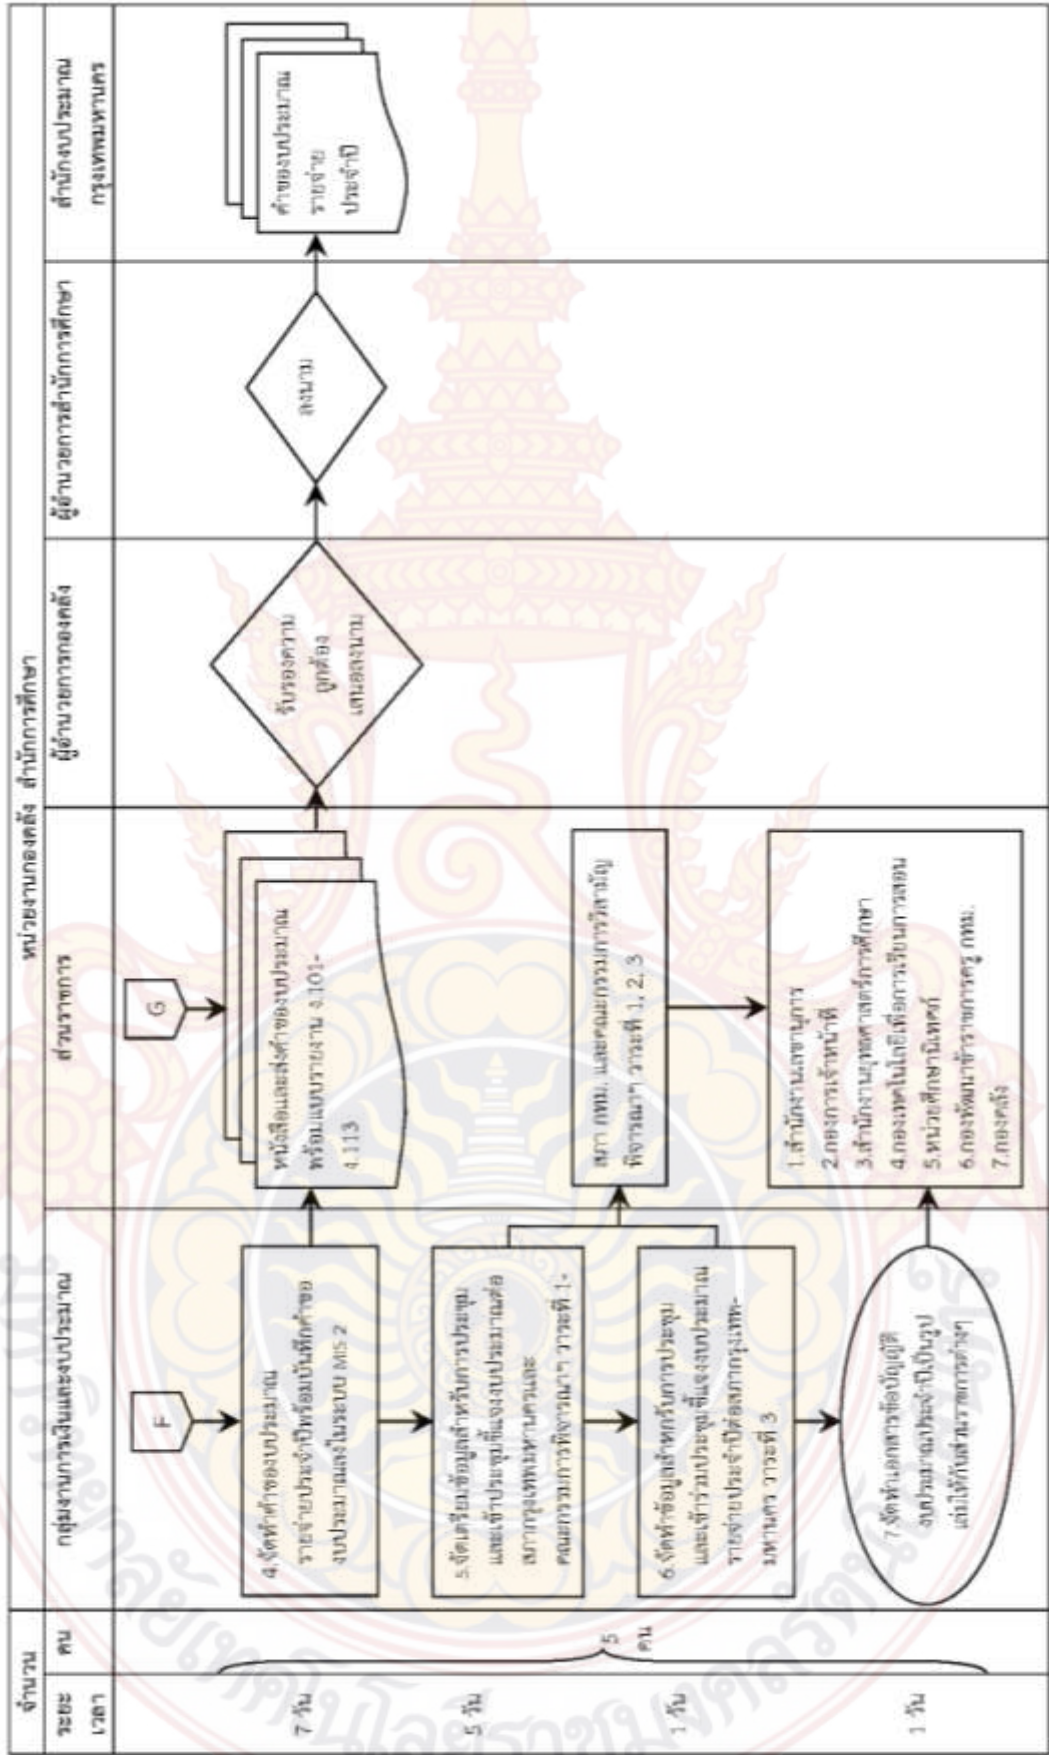 จำนวน
หน่วยงานกองคลัง สำนักการศึกษา
ระยะ
เวลา
คน
กลุ่มงานการเงินและงบประมาณ
ส่วนราชการ
ผู้อำนวยการกองคลัง
ผู้อำนวยการสำนักการศึกษา
สำนักงบประมาณ
กรุงเทพมหานคร
F
G
7 วัน
4.จัดทำคำของบประมาณ
รายจ่ายประจำปีพร้อมบันทึกคำขอ
งบประมาณลงในระบบ MIS 2
หนังสือและส่งคำของบประมาณ
พร้อมแบบรายงาน ง.101-
ง.113
รับรองความ
ถูกต้อง
เสนอลงนาม
ลงนาม
คำของบประมาณ
รายจ่าย
ประจำปี
5 วัน
5.จัดเตรียมข้อมูลสำหรับการประชุม
และเข้าประชุมชี้แจงงบประมาณต่อ
สภากรุงเทพมหานครและ
คณะกรรมการพิจารณาฯ วาระที่ 1-
สภา กทม. และคณะกรรมการวิสามัญ
พิจารณาฯ วาระที่ 1, 2, 3
5
คน
1 วัน
6.จัดทำข้อมูลสำหรับการประชุม
และเข้าร่วมประชุมชี้แจงงบประมาณ
รายจ่ายประจำปีต่อสภากรุงเทพ-
มหานคร วาระที่ 3
1 วัน
7.จัดทำเอกสารข้อบัญญัติ
งบประมาณประจำปีเป็นรูป
เล่มให้กับส่วนราชการต่างๆ
1.สำนักงานเลขานุการ
2.กองการเจ้าหน้าที่
3.สำนักงานยุทธศาสตร์การศึกษา
4.กองเทคโนโลยีเพื่อการเรียนการสอน
5.หน่วยศึกษานิเทศก์
6.กองพัฒนาข้าราชการครู กทม.
7.กองคลัง